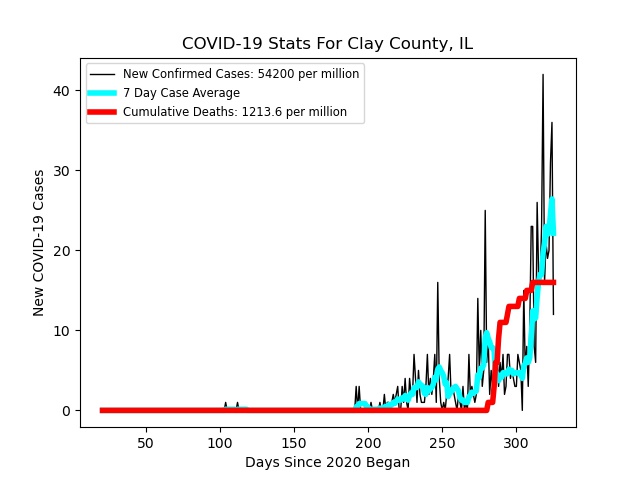 COVID-19 Stats For Clay County, IL
New Confirmed Cases: 54200 per million
7 Day Case Average
Cumulative Deaths: 1213.6 per million
New COVID-19 Cases
40
30
20
10
0
50 100 150 200 250 300
Days Since 2020 Began